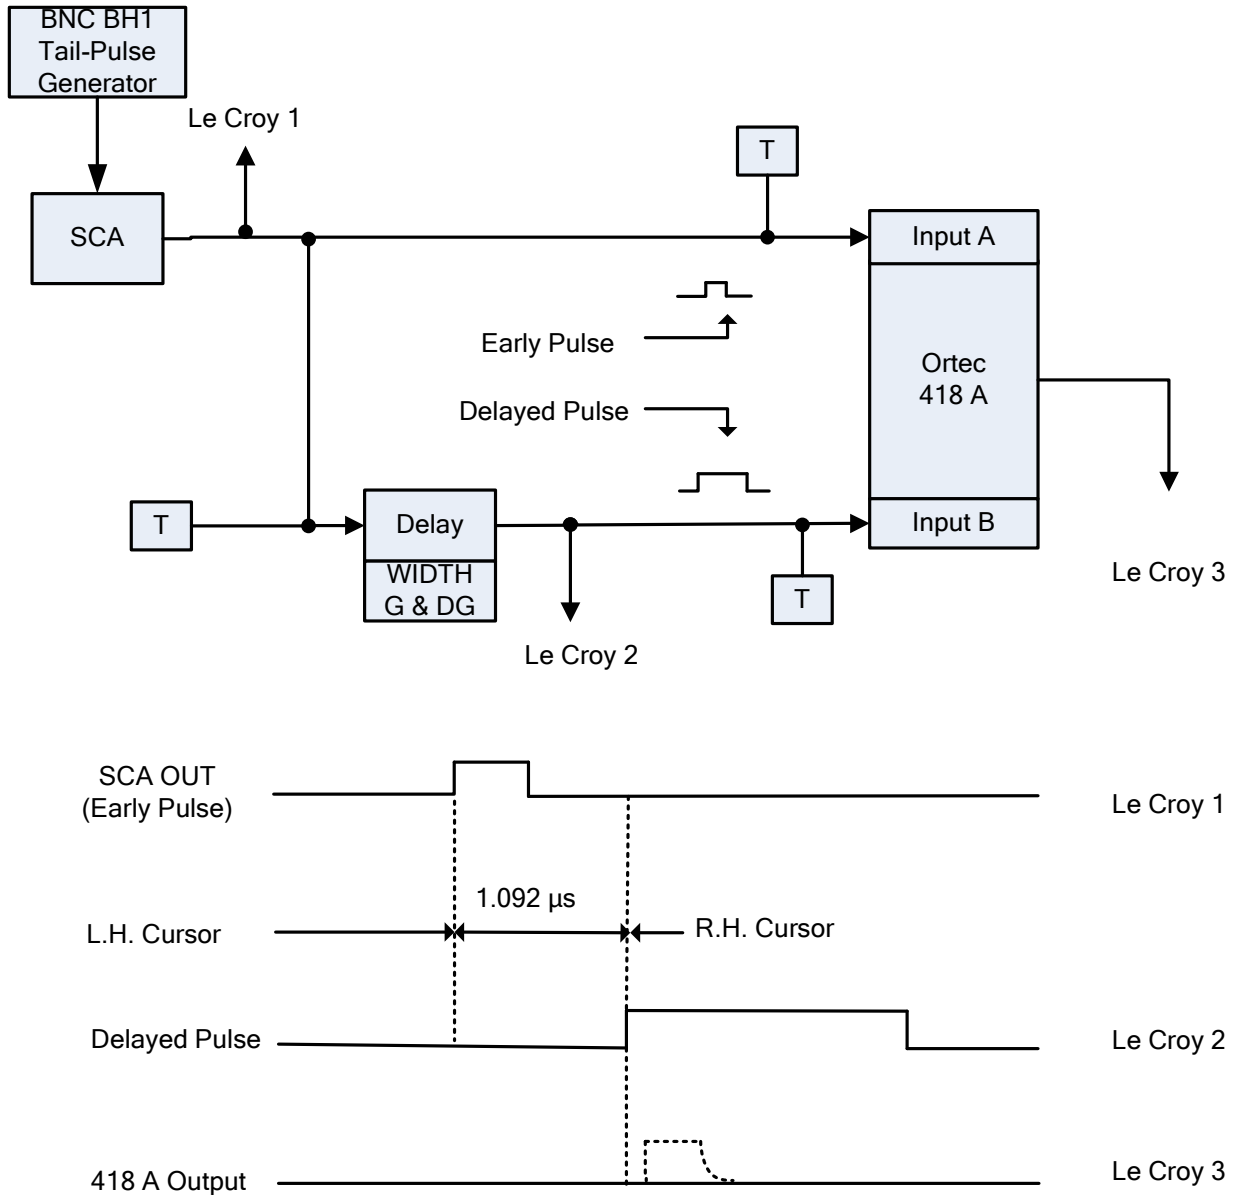 BNC BH1
Tail-Pulse
Generator
Le Croy 1
T
SCA
Input A
Early Pulse
Ortec
418 A
Delayed Pulse
T
Delay
Input B
WIDTH
G & DG
T
Le Croy 3
Le Croy 2
SCA OUT
(Early Pulse)
Le Croy 1
1.092 µs
L.H. Cursor
R.H. Cursor
Delayed Pulse
Le Croy 2
418 A Output
Le Croy 3